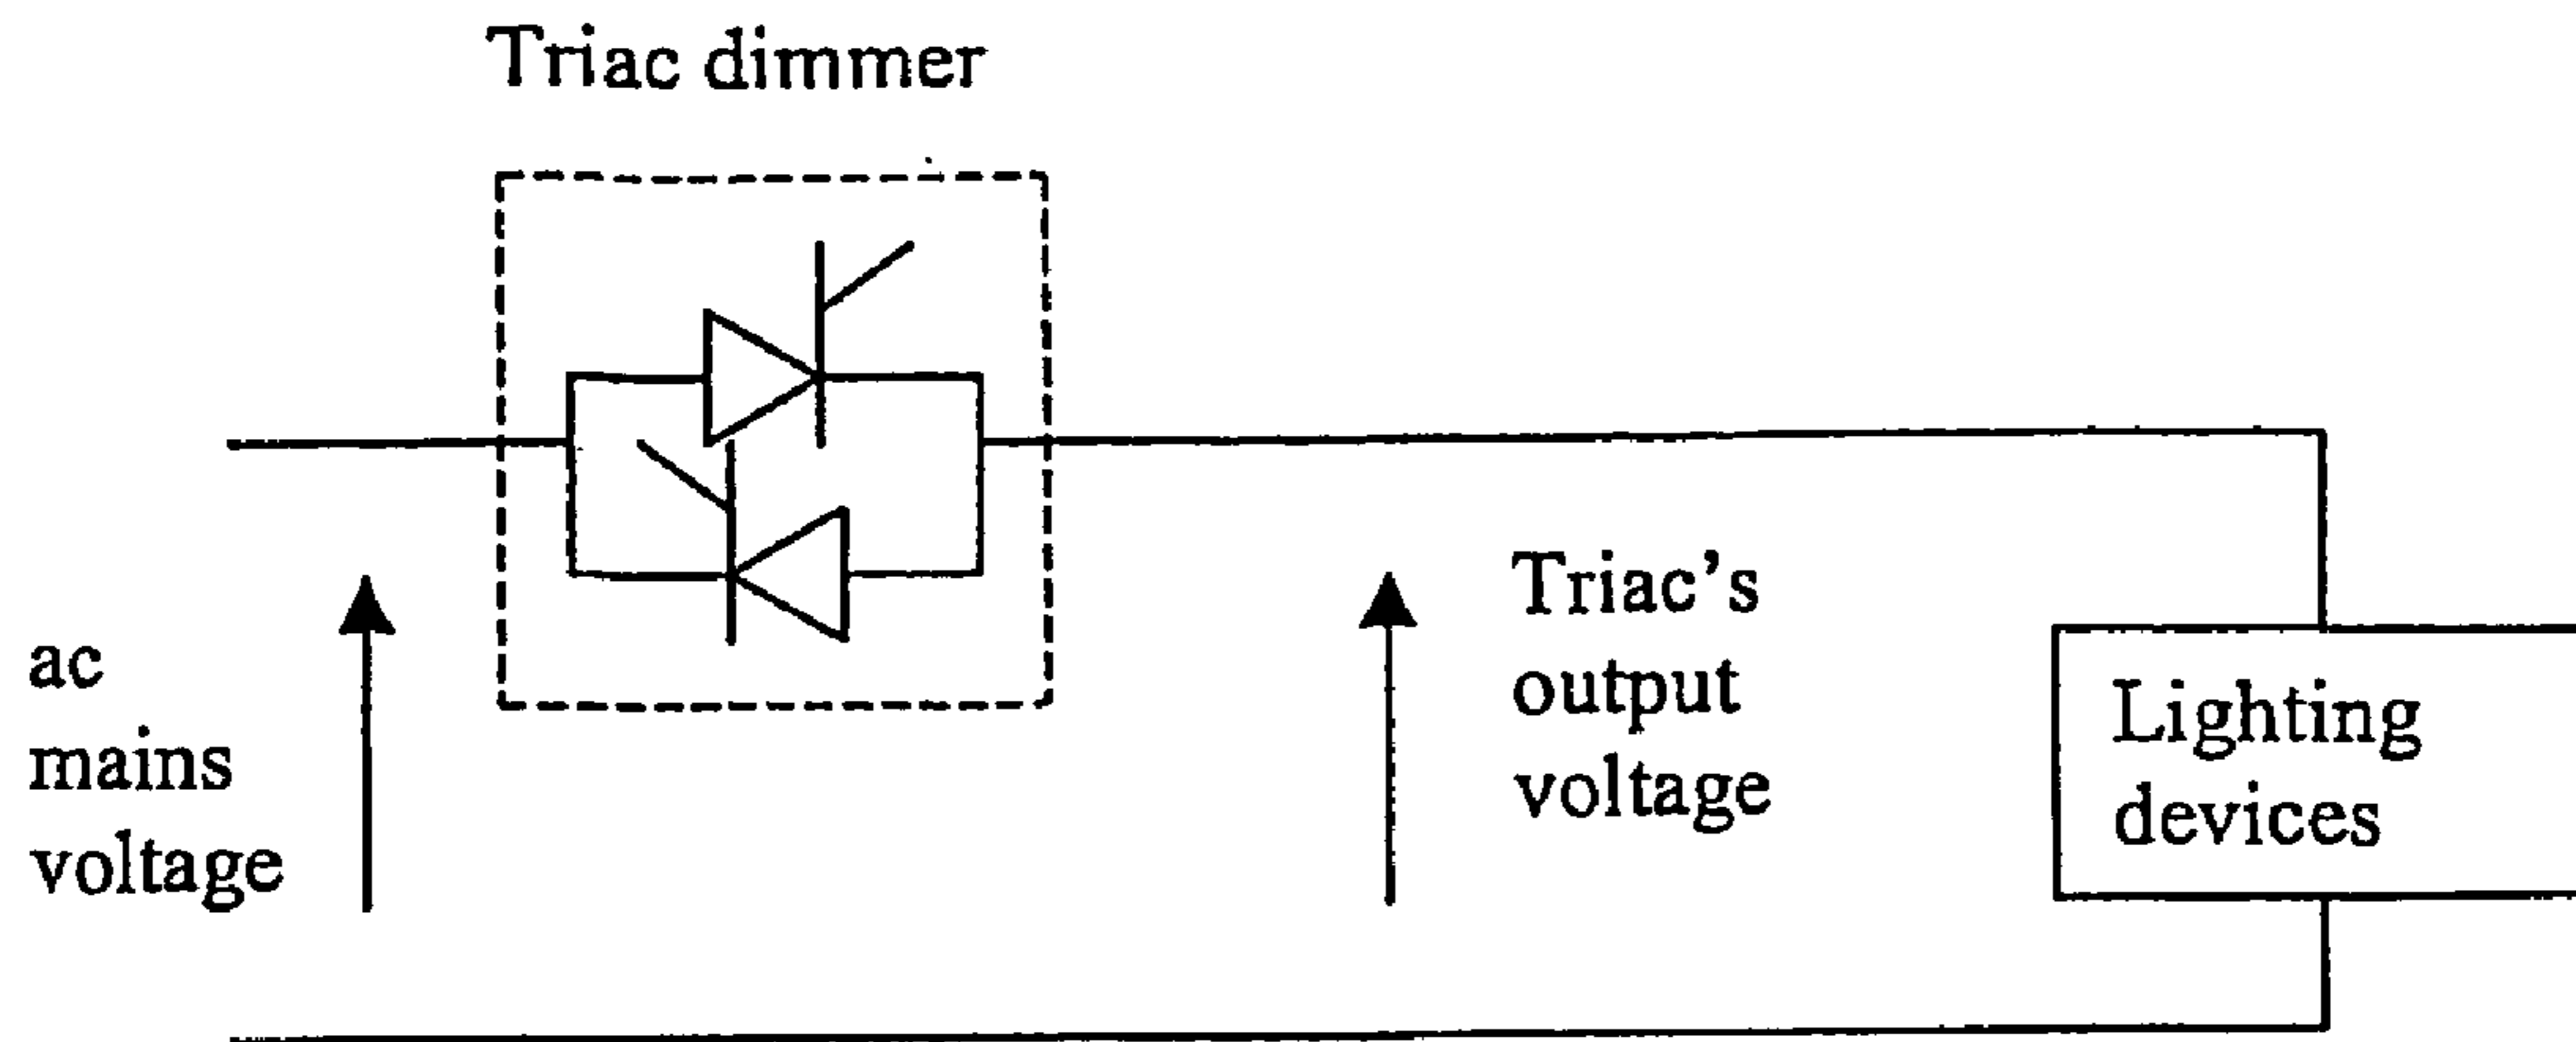 Triac dimmer
ac
mains
voltage
Triac's
output
voltage
Lighting
devices